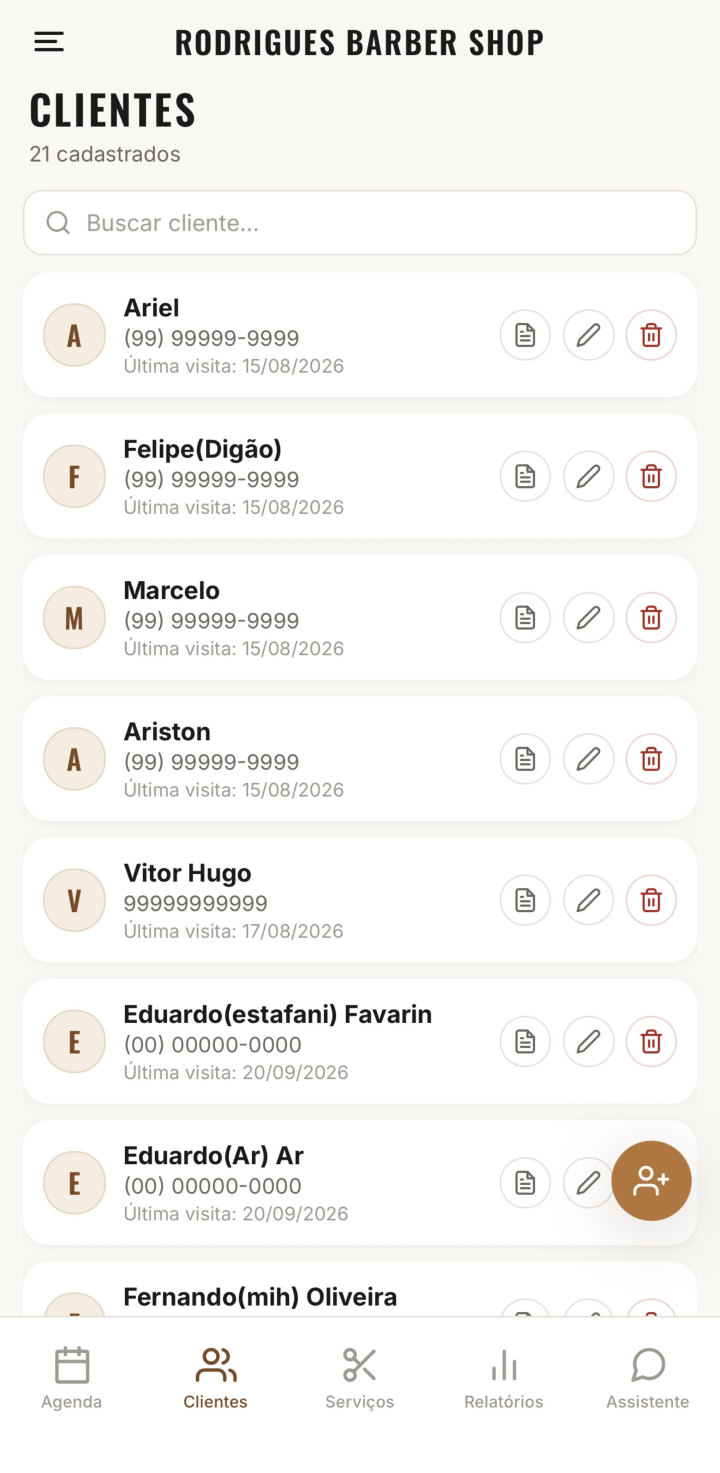 RODRIGUES BARBER SHOP
CLIENTES
21 cadastrados
Buscar cliente...
A
Ariel
(99) 99999-9999
Última visita: 15/08/2026
F
Felipe(Digão)
(99) 99999-9999
Última visita: 15/08/2026
M
Marcelo
(99) 99999-9999
Última visita: 15/08/2026
A
Ariston
(99) 99999-9999
Última visita: 15/08/2026
V
Vitor Hugo
99999999999
Última visita: 17/08/2026
E
Eduardo(estafani) Favarin
(00) 00000-0000
Última visita: 20/09/2026
E
Eduardo(Ar) Ar
(00) 00000-0000
Última visita: 20/09/2026
Fernando(mih) Oliveira
Agenda
Clientes
Serviços
Relatórios
Assistente